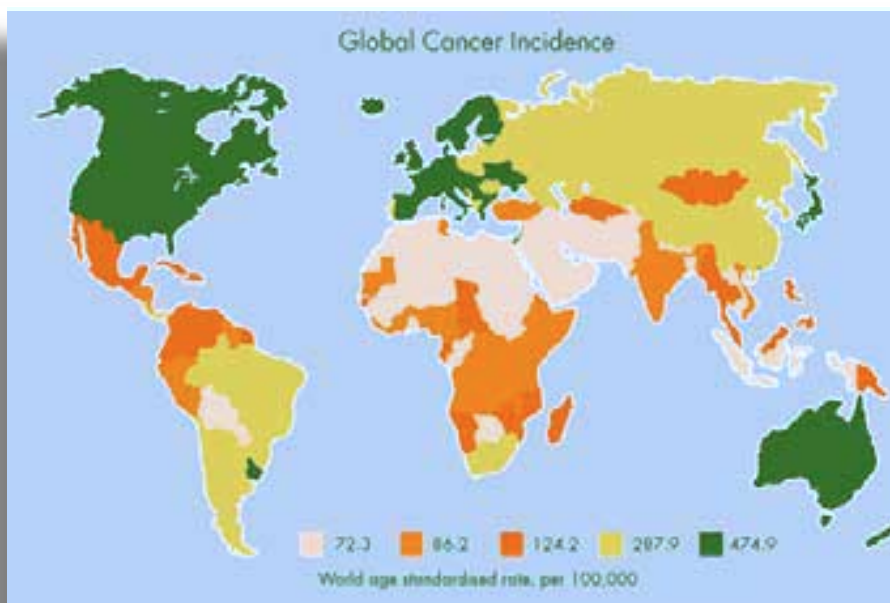 Global Cancer Incidence
72.3 86.2 124.2 287.9 474.9
World age standardised rate, per 100,000